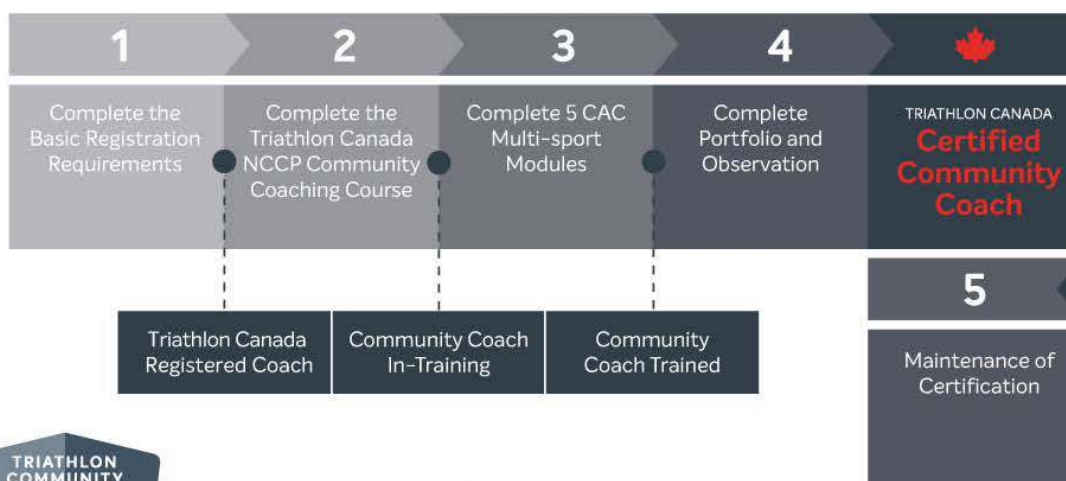 1
2
3
4
Complete the
Basic Registration
Requirements
Complete the
Triathlon Canada
NCCP Community
Coaching Course
Complete 5 CAC
Multi-sport
Modules
Complete
Portfolio and
Observation
TRIATHLON CANADA
Certified
Community
Coach
Triathlon Canada
Registered Coach
Community Coach
In-Training
Community
Coach Trained
5
Maintenance of
Certification
TRIATHLON
COMMUNITY